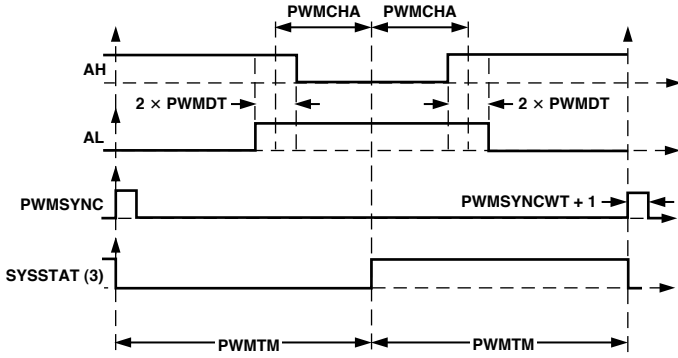 PWMCHA PWMCHA
AH
2 × PWMDT 2 × PWMDT
AL
PWMSYNC PWMSYNCWT + 1
SYSSTAT (3)
PWMTM PWMTM